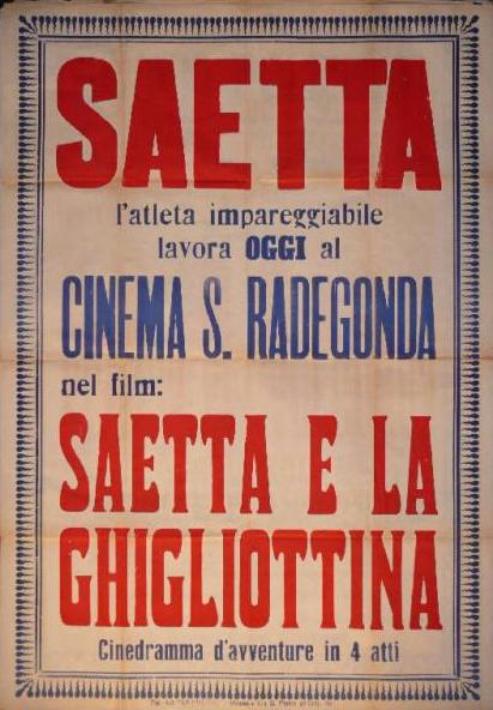 SAETTA
l'atleta impareggiabile
lavora OGGI al
CINEMA S. RADEGONDA
nel film:
SAETTA E LA
GHIGLIOTTINA
Cinedramma d'avventure in 4 atti